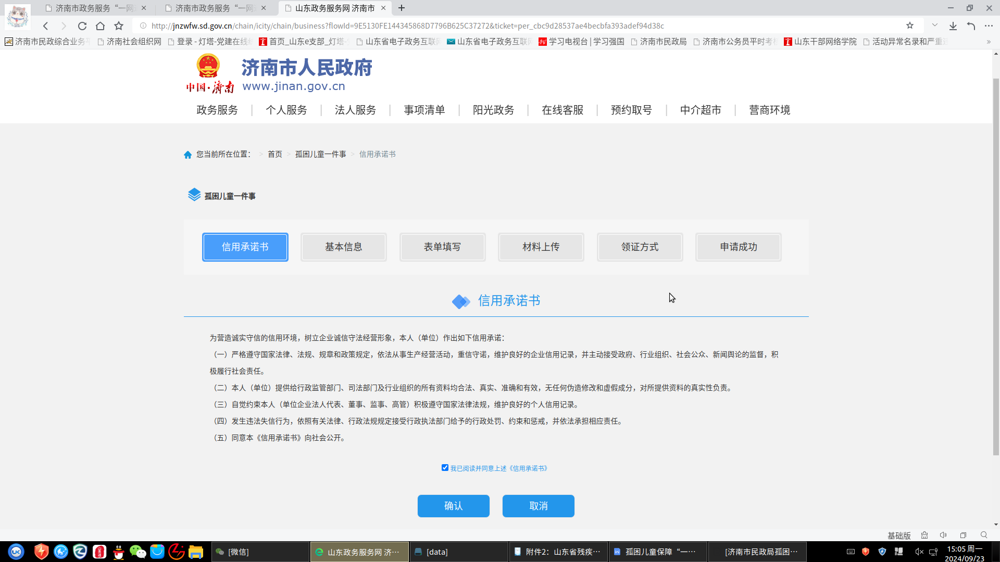 济南市政务服务“一网
济南市政务服务“一网
山东政务服务网 济南市
http://jnzwfw.sd.gov.cn/chain/icity/chain/business?flowId=9E5130FE144345868D7796B625C37272&ticket=per_cbc9d28537ae4becbfa393adef94d38c
济南市民政综合业务平
济南社会组织网
登录 - 灯塔-党建在线
首页_山东e支部_灯塔-
山东省电子政务互联网
山东省电子政务互联网
学习电视台 | 学习强国
济南市民政局
济南市公务员平时考核
山东干部网络学院
活动异常名录和严重违
中国·济南
济南市人民政府
www.jinan.gov.cn
政务服务 | 个人服务 | 法人服务 | 事项清单 | 阳光政务 | 在线客服 | 预约取号 | 中介超市 | 营商环境
您当前所在位置： > 首页 > 孤困儿童一件事 > 信用承诺书
孤困儿童一件事
信用承诺书
基本信息
表单填写
材料上传
领证方式
申请成功
信用承诺书
为营造诚实守信的信用环境，树立企业诚信守法经营形象，本人（单位）作出如下信用承诺：
（一）严格遵守国家法律、法规、规章和政策规定，依法从事生产经营活动，重信守诺，维护良好的企业信用记录，并主动接受政府、行业组织、社会公众、新闻舆论的监督，积
极履行社会责任。
（二）本人（单位）提供给行政监管部门、司法部门及行业组织的所有资料均合法、真实、准确和有效，无任何伪造修改和虚假成分，对所提供资料的真实性负责。
（三）自觉约束本人（单位企业法人代表、董事、监事、高管）积极遵守国家法律法规，维护良好的个人信用记录。
（四）发生违法失信行为，依照有关法律、行政法规规定接受行政执法部门给予的行政处罚、约束和惩戒，并依法承担相应责任。
（五）同意本《信用承诺书》向社会公开。
我已阅读并同意上述《信用承诺书》
确认
取消
基础版
[微信]
山东政务服务网 济···
[data]
附件2：山东省残疾···
孤困儿童保障“一···
[济南市民政局孤困···
15:05 周一
2024/09/23